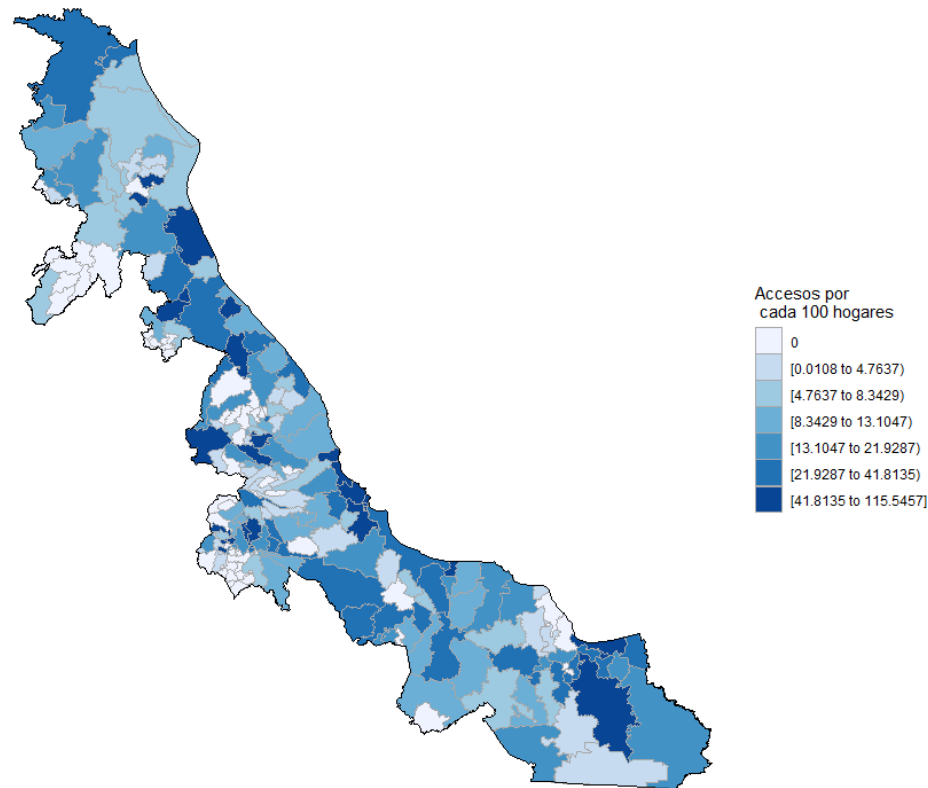 Accesos por
cada 100 hogares
0
[0.0108 to 4.7637)
[4.7637 to 8.3429)
[8.3429 to 13.1047)
[13.1047 to 21.9287)
[21.9287 to 41.8135)
[41.8135 to 115.5457]